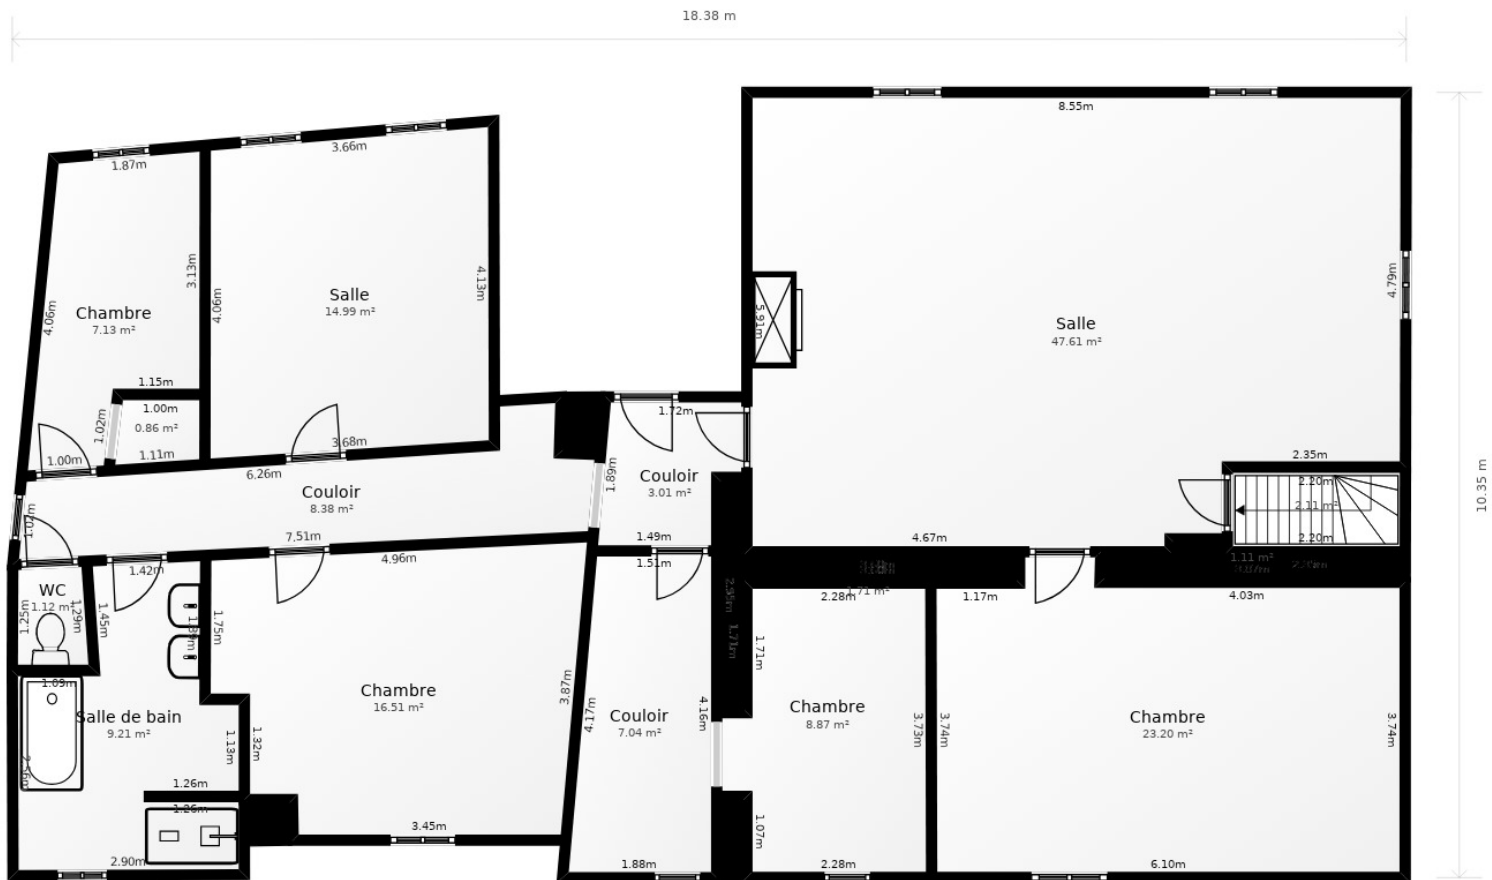 18.38 m
8.55m
3.66m
1.87m
3.13m
4.13m
4.79m
4.06m
4.06m
5.91m
Salle
14.99 m²
Chambre
7.13 m²
Salle
47.61 m²
1.15m
1.00m
1.72m
1.02m
0.86 m²
3.68m
1.11m
1.00m
2.35m
6.26m
1.89m
Couloir
3.01 m²
2.20m
10.35 m
Couloir
8.38 m²
2.11 m²
1.02m
7.51m
1.49m
4.67m
2.20m
4.96m
1.51m
1.11 m²
1.42m
WC
1.12 m²
2.28m
1.71 m²
1.17m
4.03m
1.25m
1.29m
1.45m
1.75m
1.71m
1.71m
1.09m
3.87m
Chambre
16.51 m²
4.17m
4.16m
Salle de bain
9.21 m²
Couloir
7.04 m²
Chambre
8.87 m²
3.73m
3.74m
Chambre
23.20 m²
3.74m
1.13m
1.32m
1.26m
1.26m
3.45m
1.07m
2.90m
1.88m
2.28m
6.10m